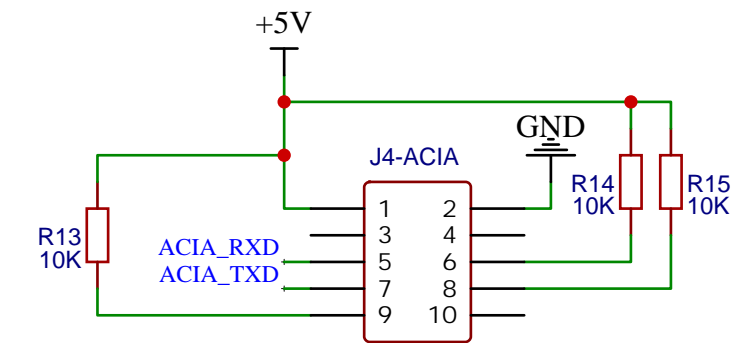 +5V
GND
J4-ACIA
R14
10K
R15
10K
R13
10K
ACIA_RXD
ACIA_TXD
1 2
3 4
5 6
7 8
9 10